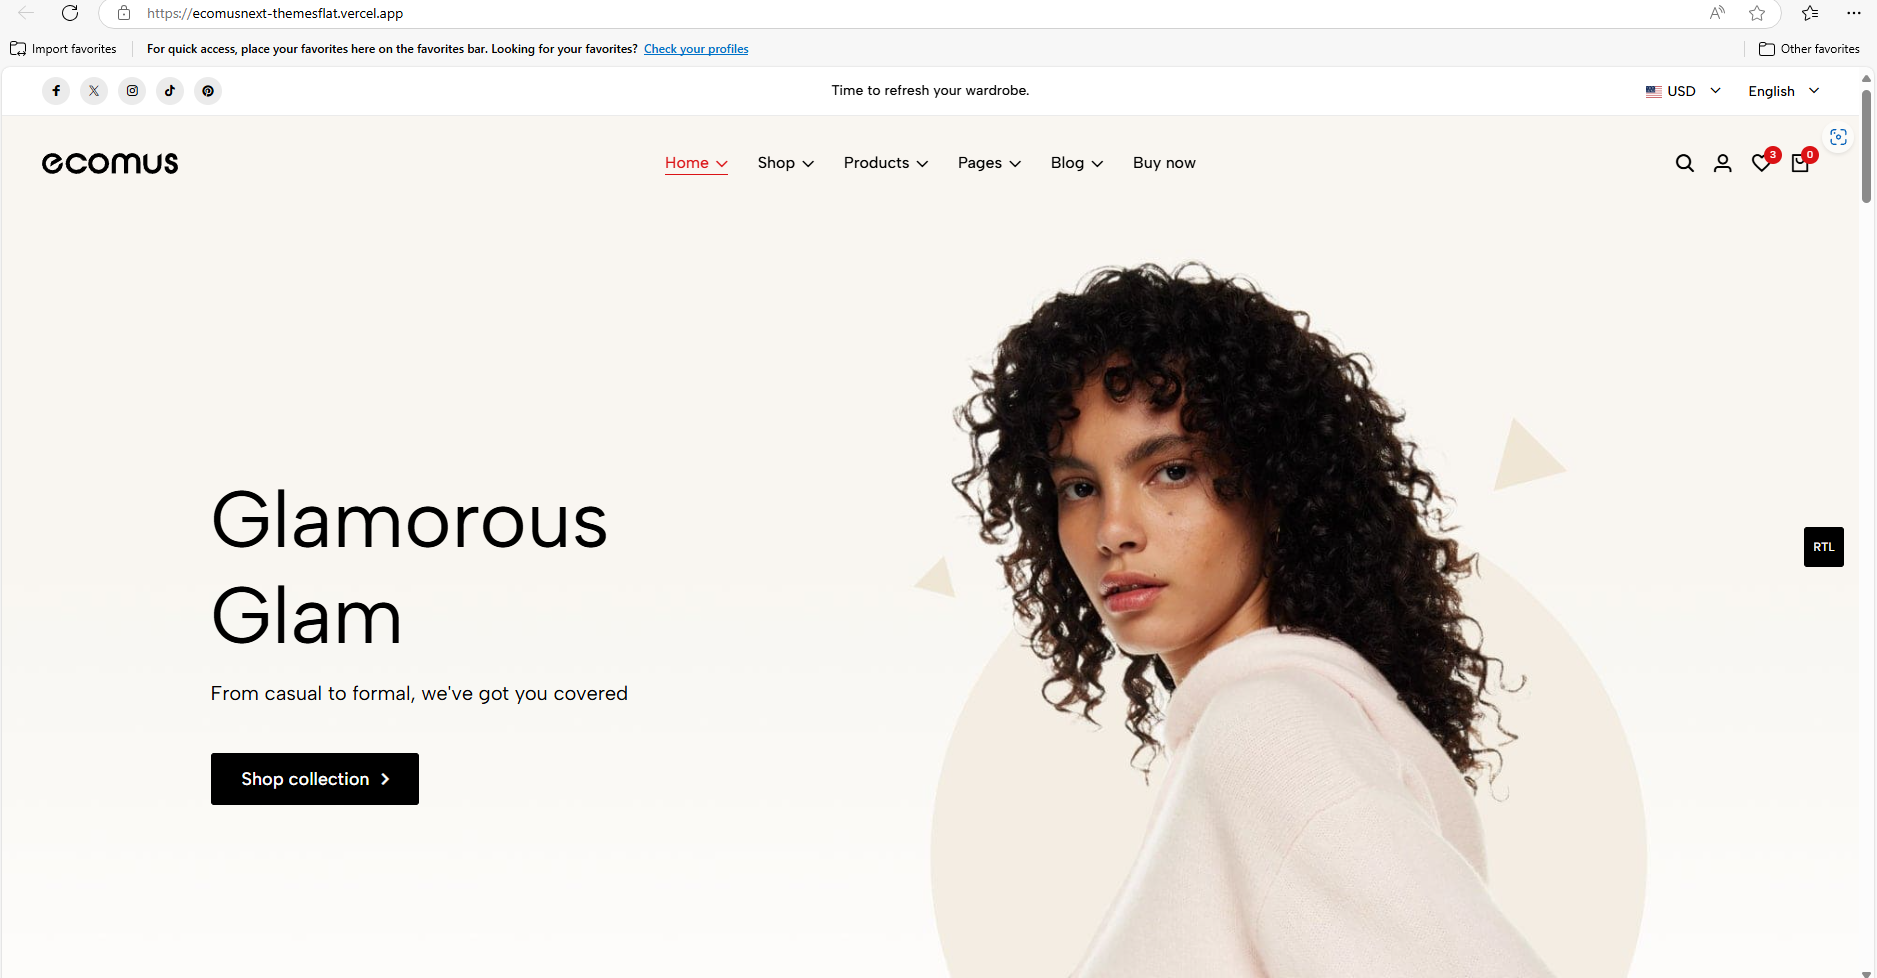 https://ecomusnext-themesflat.vercel.app
Import favorites
For quick access, place your favorites here on the favorites bar. Looking for your favorites? Check your profiles
Other favorites
Time to refresh your wardrobe.
USD
English
ecomus
Home
Shop
Products
Pages
Blog
Buy now
3
0
Glamorous
Glam
From casual to formal, we've got you covered
Shop collection
RTL